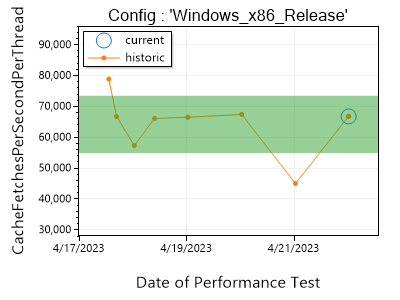 Config : 'Windows_x86_Release'
current
historic
CacheFetchesPerSecondPerThread
90,000
80,000
70,000
60,000
50,000
40,000
30,000
4/17/2023
4/19/2023
4/21/2023
Date of Performance Test